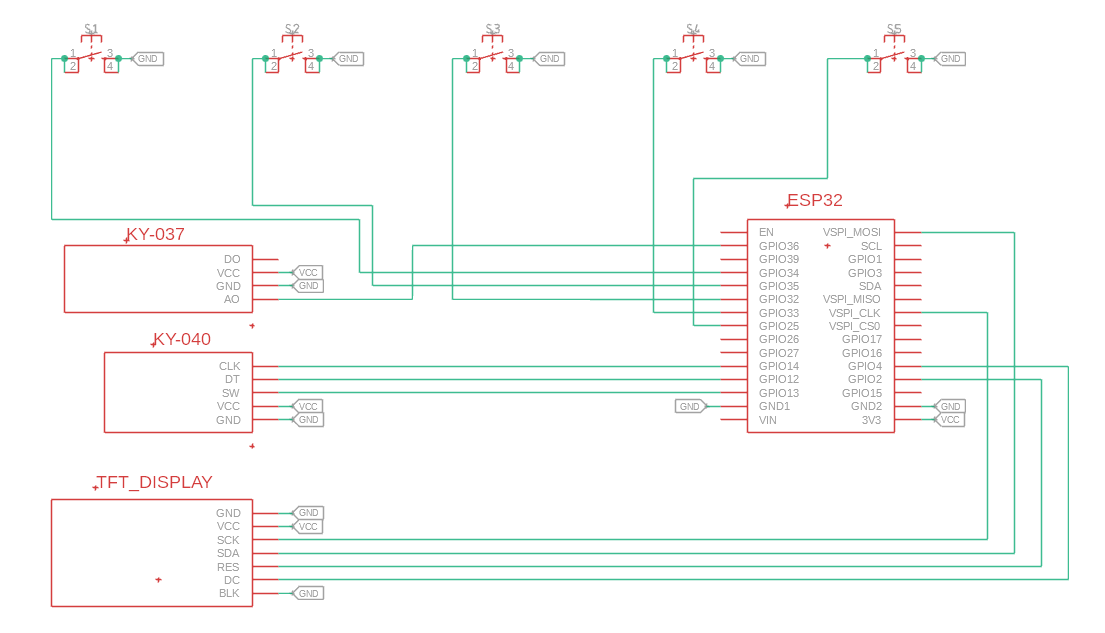 S1 S2 S3 S4 S5
1 3 GND 1 3 GND 1 3 GND 1 3 GND 1 3 GND
2 4 2 4 2 4 2 4 2 4
KY-037
DO
VCC VCC
GND GND
AO
KY-040
CLK
DT
SW
VCC VCC
GND GND
TFT_DISPLAY
GND GND
VCC VCC
SCK
SDA
RES
DC
BLK GND
ESP32
EN VSPI_MOSI
GPIO36 SCL
GPIO39 GPIO1
GPIO34 GPIO3
GPIO35 SDA
GPIO32 VSPI_MISO
GPIO33 VSPI_CLK
GPIO25 VSPI_CS0
GPIO26 GPIO17
GPIO27 GPIO16
GPIO14 GPIO4
GPIO12 GPIO2
GPIO13 GPIO15
GND GND1 GND2 GND
VIN 3V3 VCC